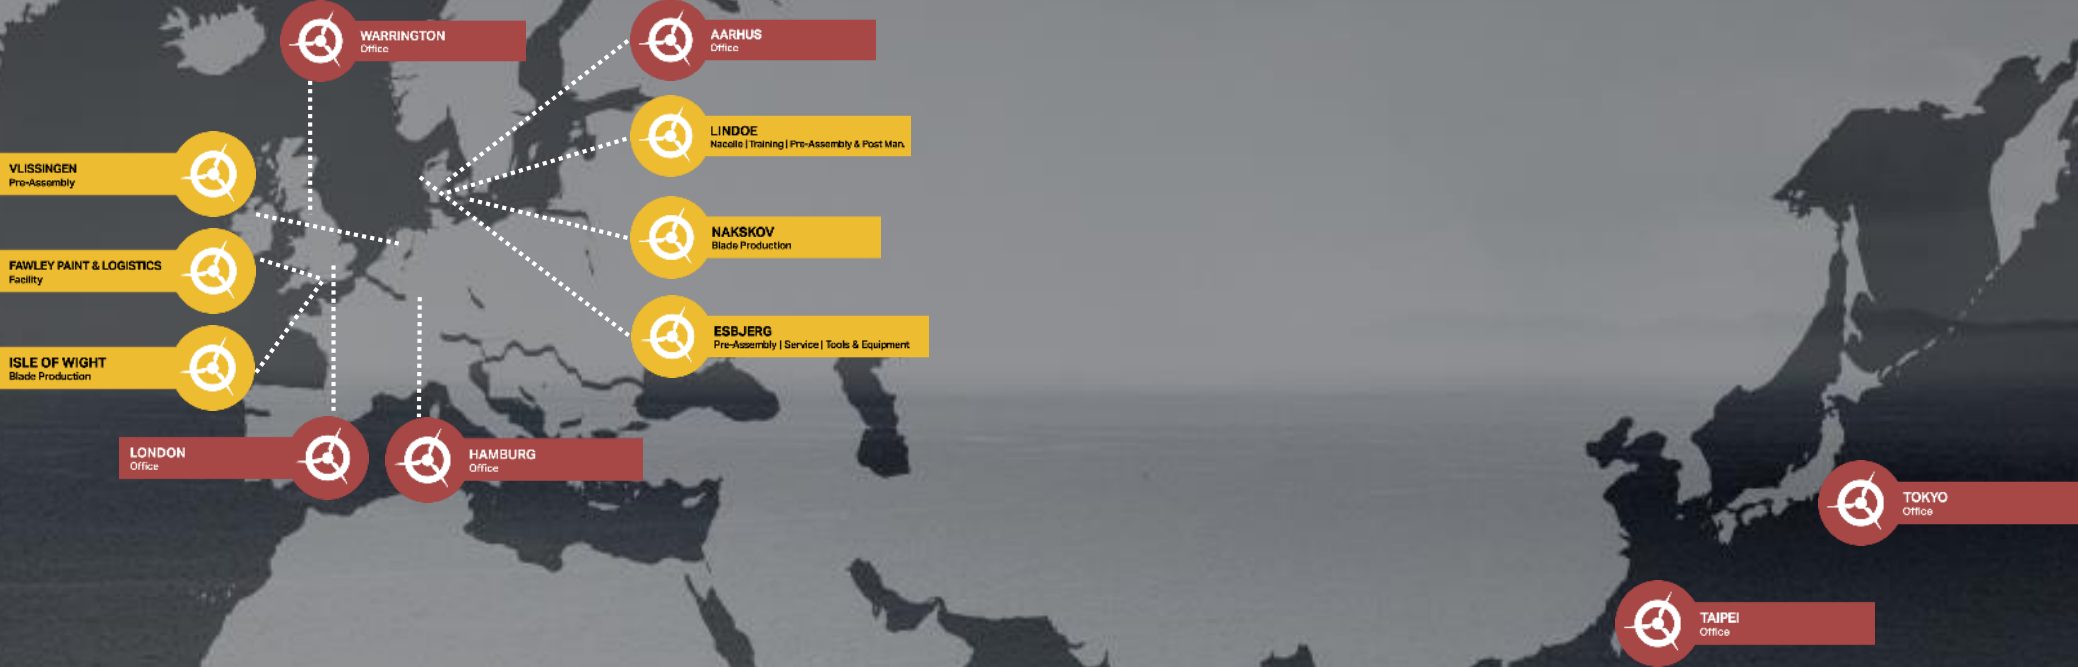 WARRINGTON
Office
AARHUS
Office
LINDOE
Nacelle | Training | Pre-Assembly & Post Man.
VLISSINGEN
Pre-Assembly
NAKSKOV
Blade Production
FAWLEY PAINT & LOGISTICS
Facility
ESBJERG
Pre-Assembly | Service | Tools & Equipment
ISLE OF WIGHT
Blade Production
LONDON
Office
HAMBURG
Office
TOKYO
Office
TAIPEI
Office